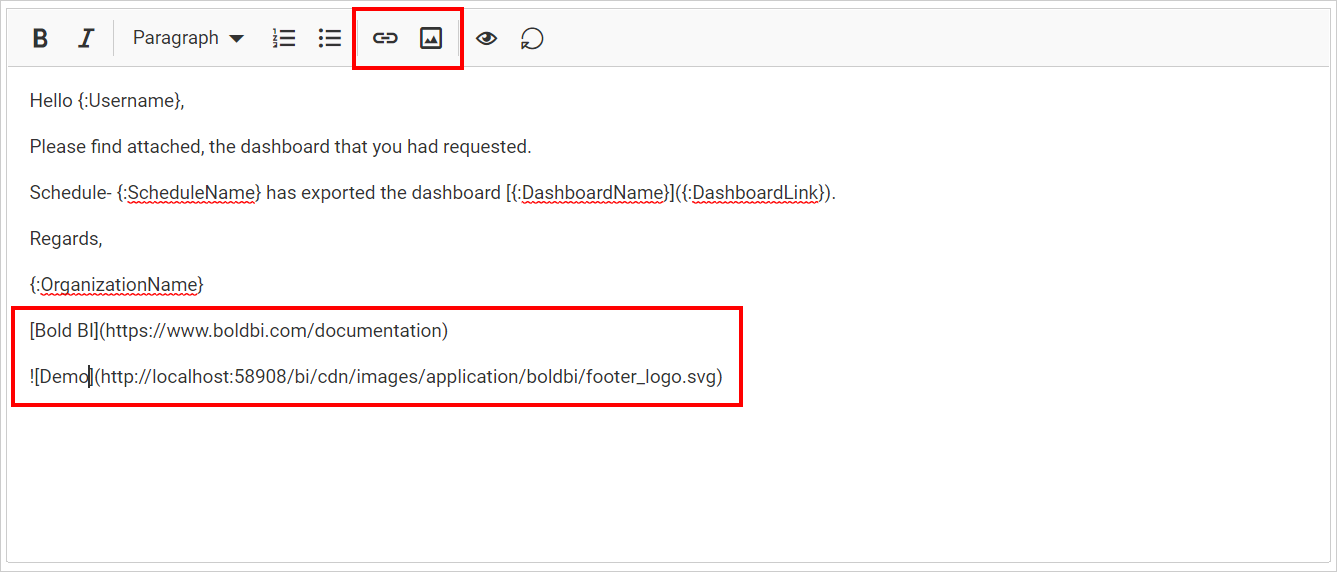 B I Paragraph
Hello {:Username},
Please find attached, the dashboard that you had requested.
Schedule- {:ScheduleName} has exported the dashboard [{:DashboardName}]({:DashboardLink}).
Regards,
{:OrganizationName}
[Bold BI](https://www.boldbi.com/documentation)
![Demo](http://localhost:58908/bi/cdn/images/application/boldbi/footer_logo.svg)